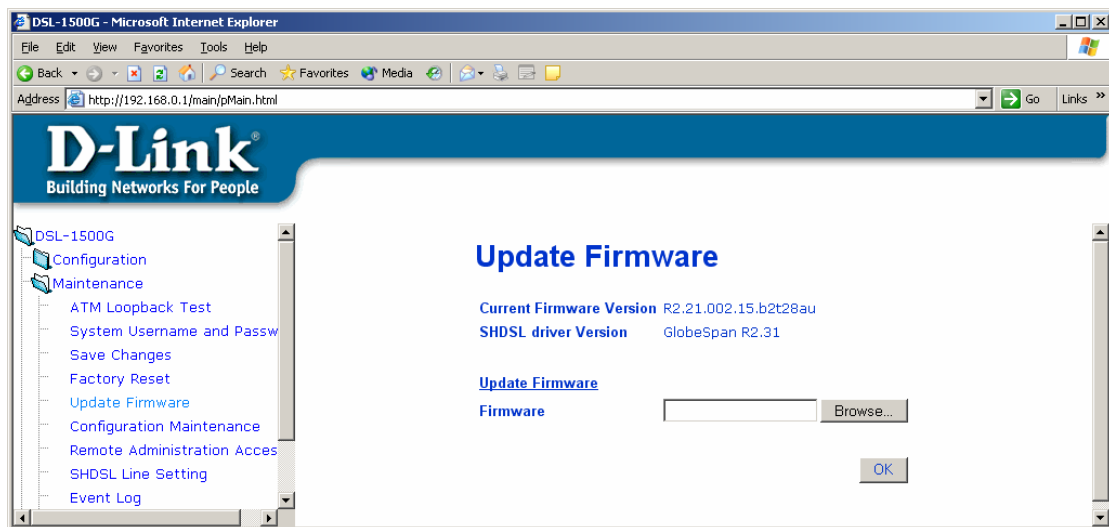 DSL-1500G - Microsoft Internet Explorer
File Edit View Favorites Tools Help
Back Search Favorites Media
Address http://192.168.0.1/main/pMain.html Go Links »
D-Link®
Building Networks For People
DSL-1500G
Configuration
Maintenance
ATM Loopback Test
System Username and Passw
Save Changes
Factory Reset
Update Firmware
Configuration Maintenance
Remote Administration Acces
SHDSL Line Setting
Event Log
Update Firmware
Current Firmware Version R2.21.002.15.b2t28au
SHDSL driver Version GlobeSpan R2.31
Update Firmware
Firmware Browse...
OK